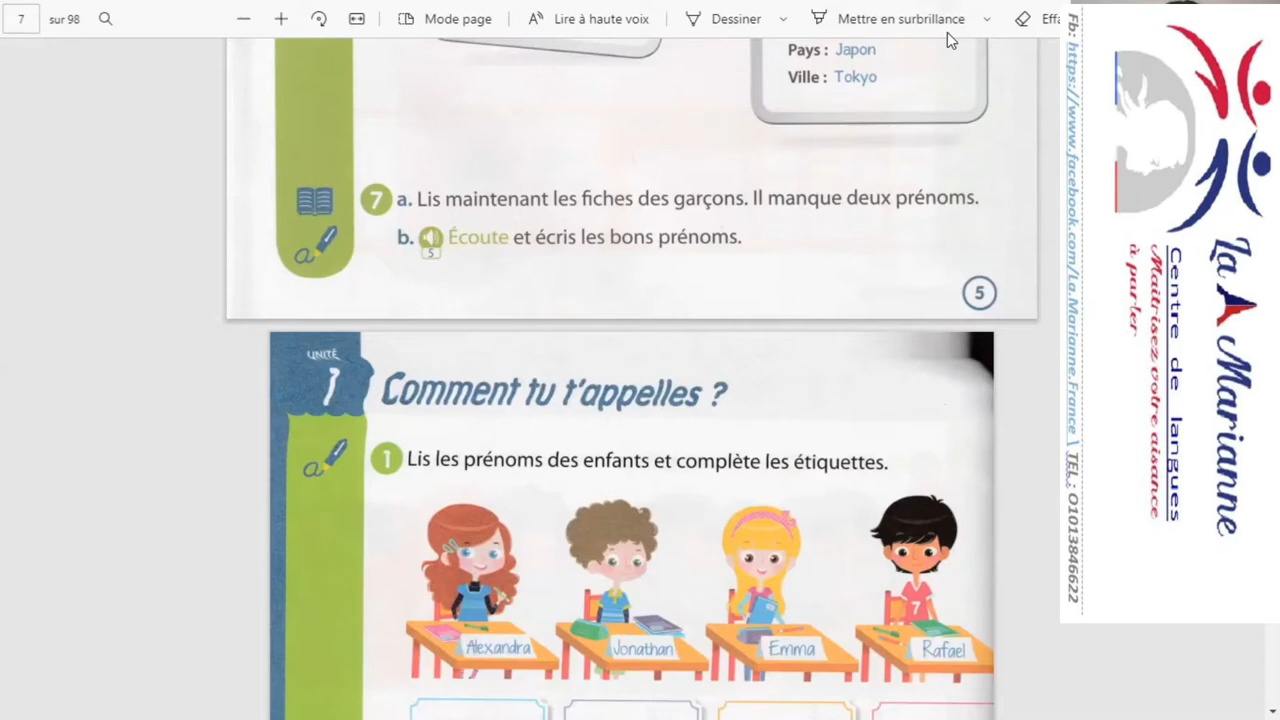 7
sur 98
Mode page
Lire à haute voix
Dessiner
Mettre en surbrillance
Effa
Pays : Japon
Ville : Tokyo
7 a. Lis maintenant les fiches des garçons. Il manque deux prénoms.
b. Écoute et écris les bons prénoms.
5
5
UNITÉ
1
Comment tu t'appelles ?
1 Lis les prénoms des enfants et complète les étiquettes.
7
Alexandra
Jonathan
Emma
Rafael
La Marianne
Centre de langues
Maîtrisez votre aisance
à parler
Fb: https://www.facebook.com/La.Marianne.France \ TEL.: 01013846622